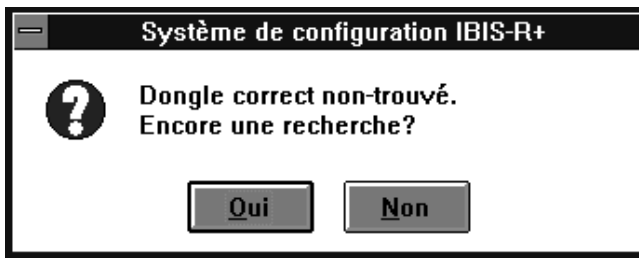 Système de configuration IBIS-R+
Dongle correct non-trouvé.
Encore une recherche?
Oui
Non